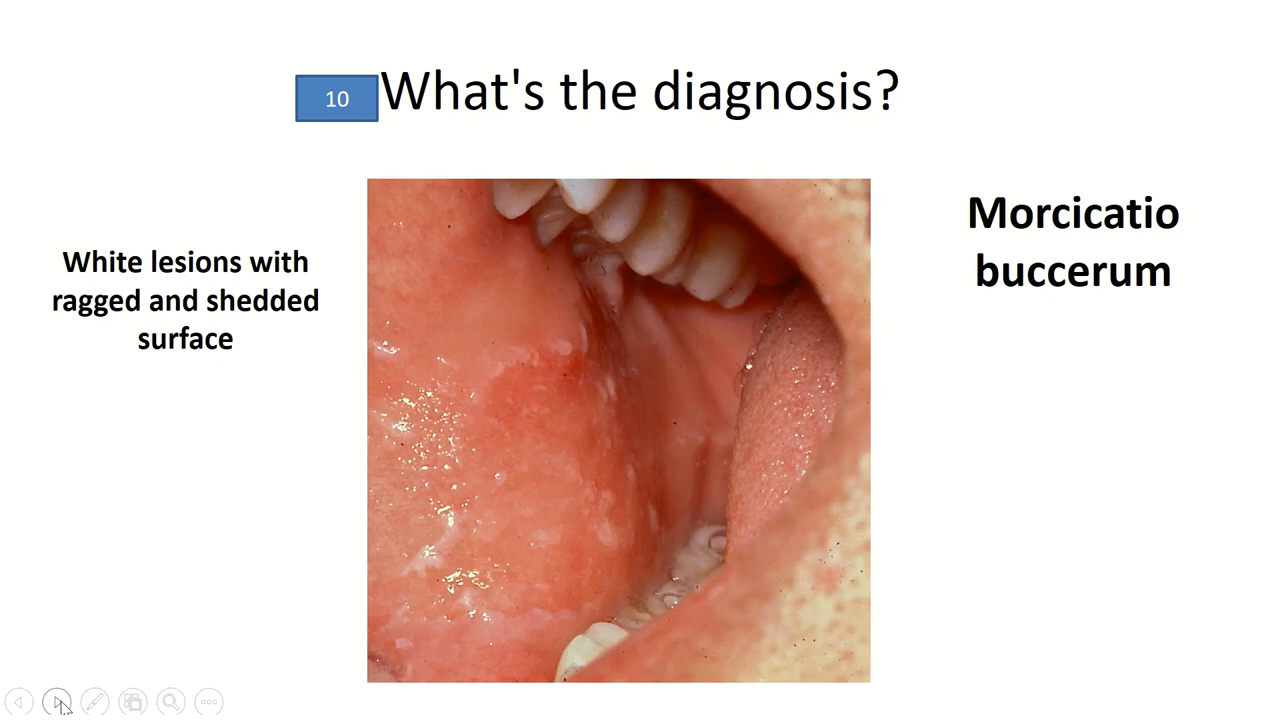 10
What's the diagnosis?
White lesions with
ragged and shedded
surface
Morcicatio
buccerum